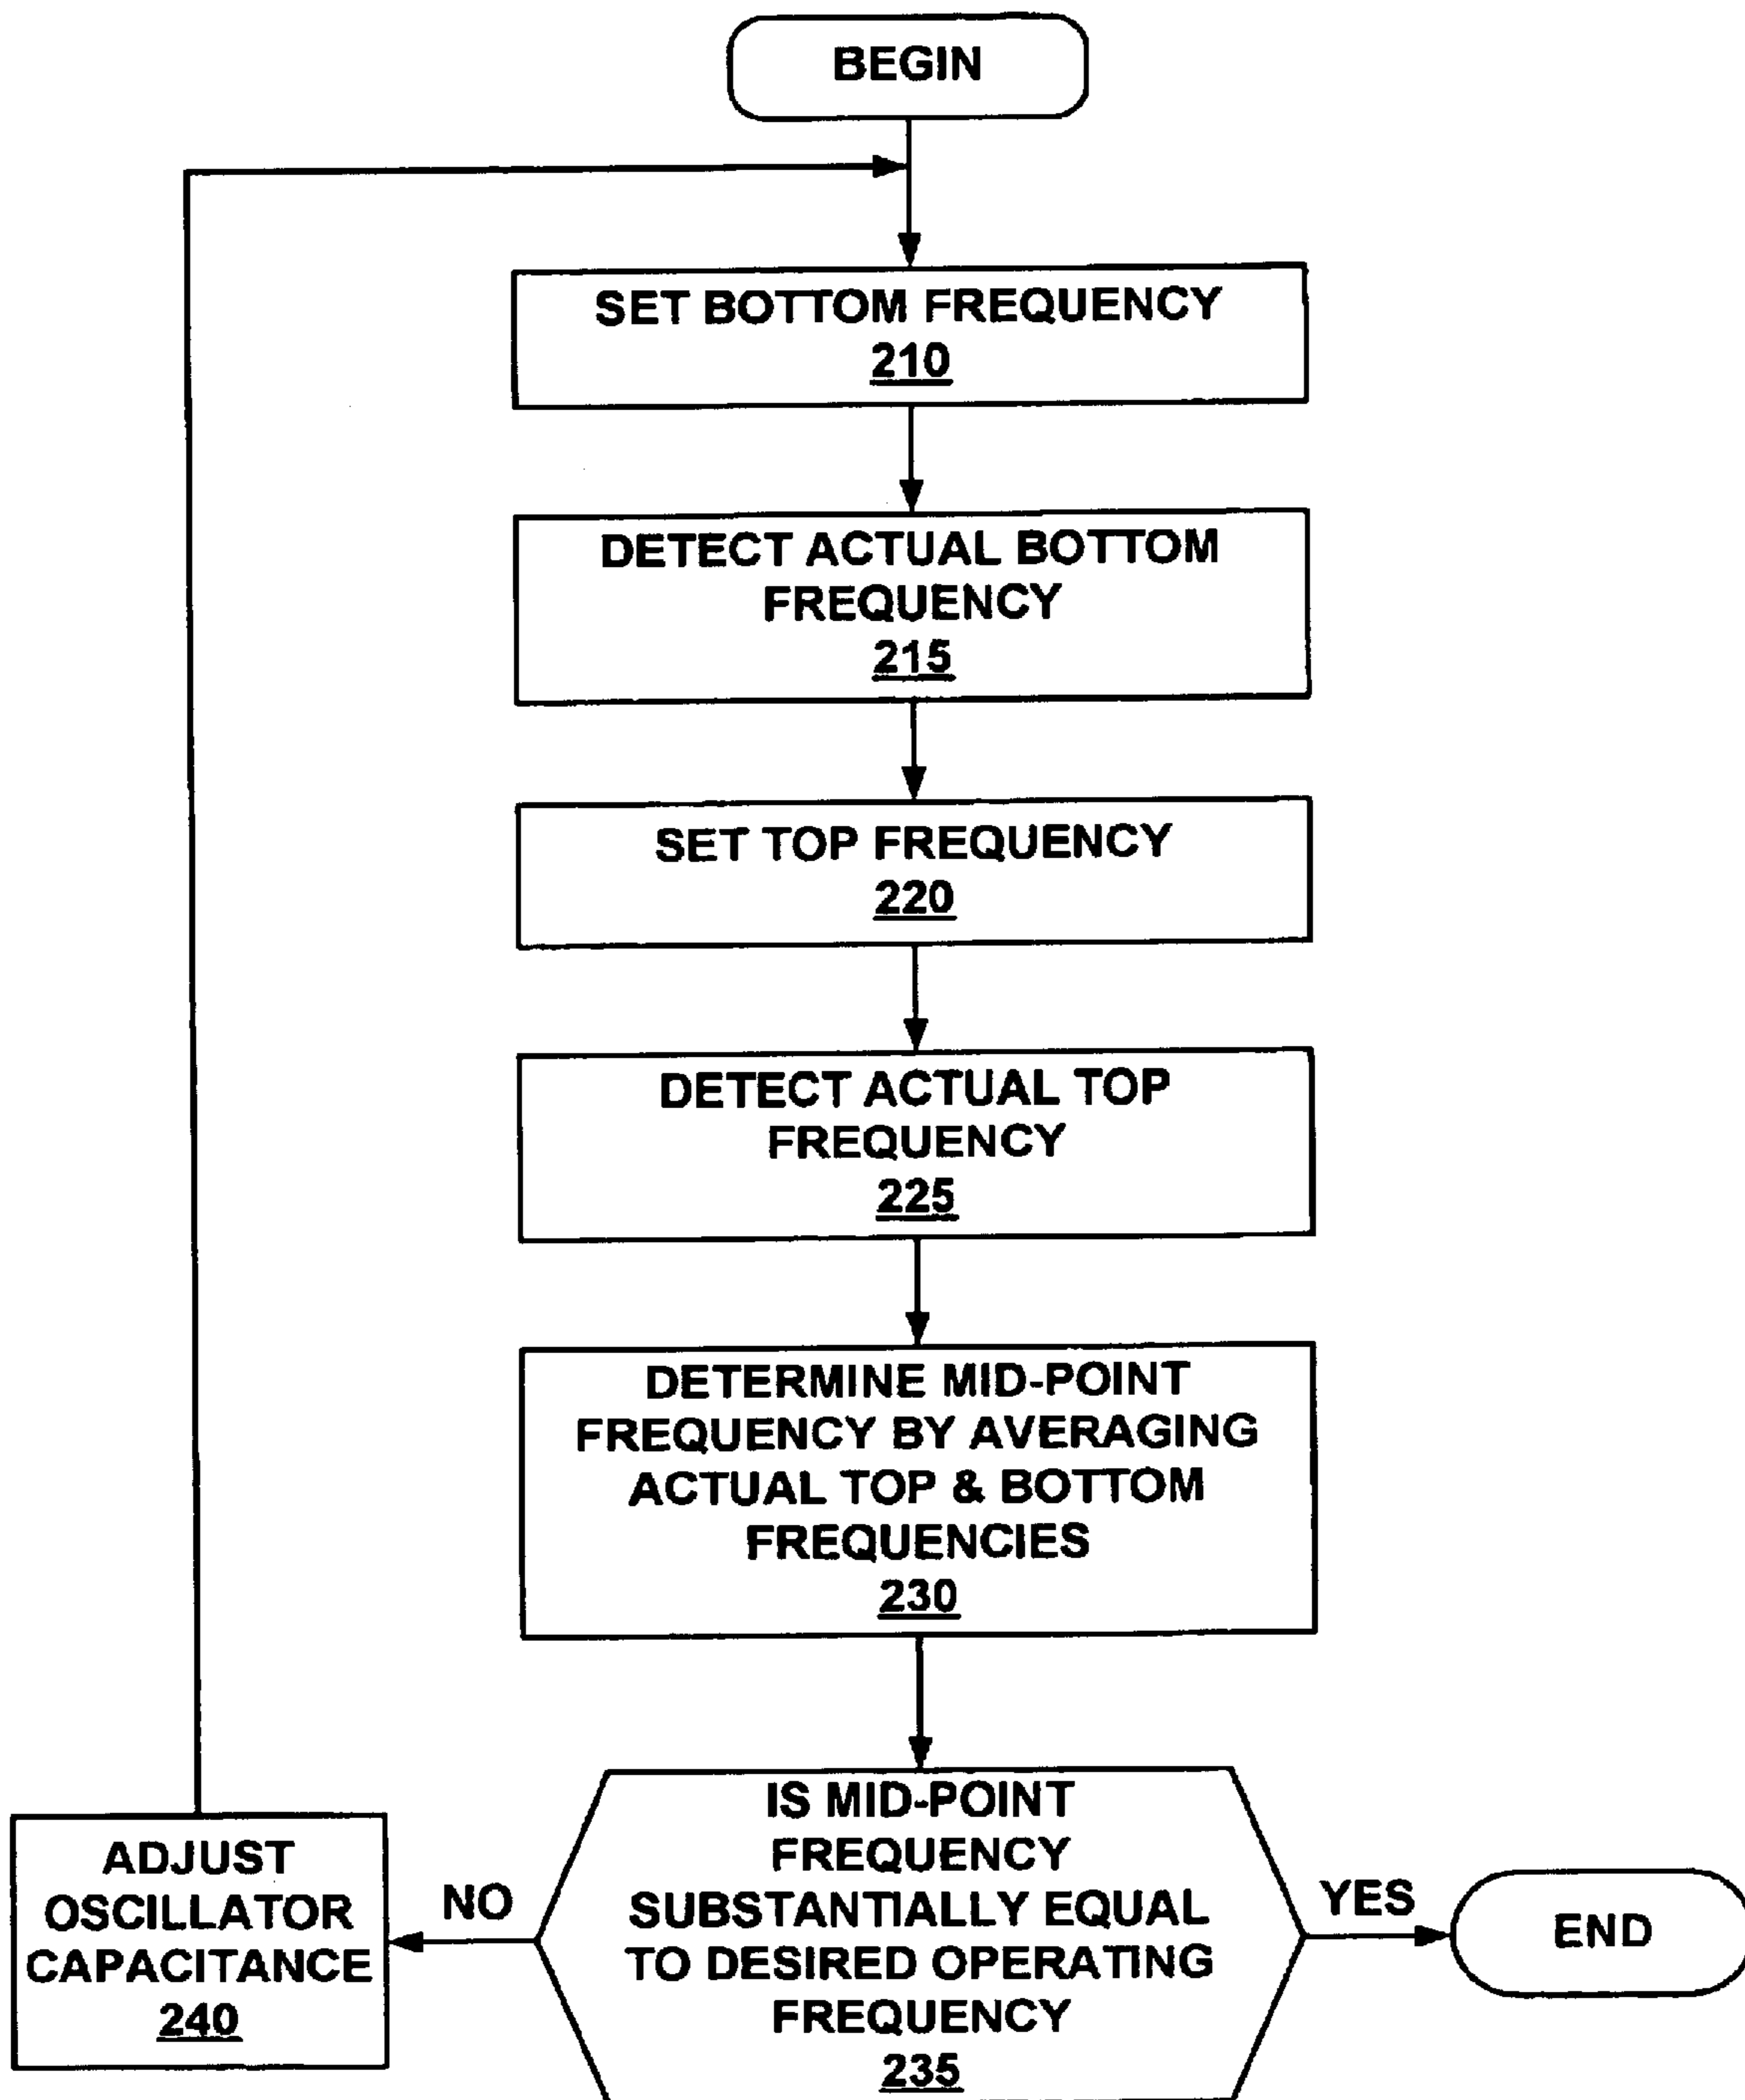 BEGIN
SET BOTTOM FREQUENCY
210
DETECT ACTUAL BOTTOM
FREQUENCY
215
SET TOP FREQUENCY
220
DETECT ACTUAL TOP
FREQUENCY
225
DETERMINE MID-POINT
FREQUENCY BY AVERAGING
ACTUAL TOP & BOTTOM
FREQUENCIES
230
IS MID-POINT
FREQUENCY
SUBSTANTIALLY EQUAL
TO DESIRED OPERATING
FREQUENCY
235
NO
ADJUST
OSCILLATOR
CAPACITANCE
240
YES
END